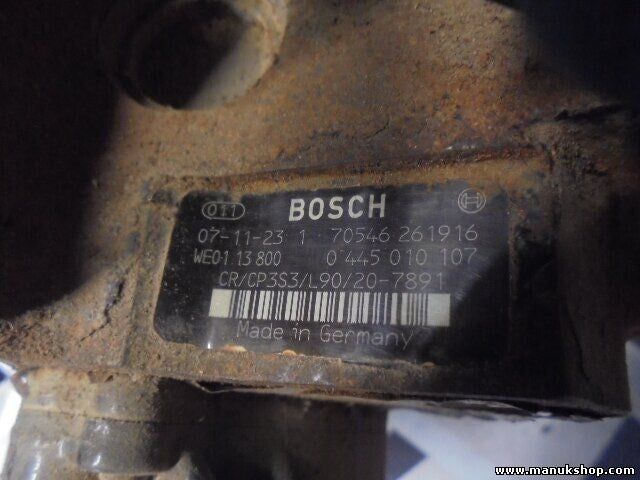 011 BOSCH
07-11-23 1 70546 261916
WE01 13 800 0 445 010 107
CR/CP3S3/L90/20-7891
Made in Germany
www.manukshop.com